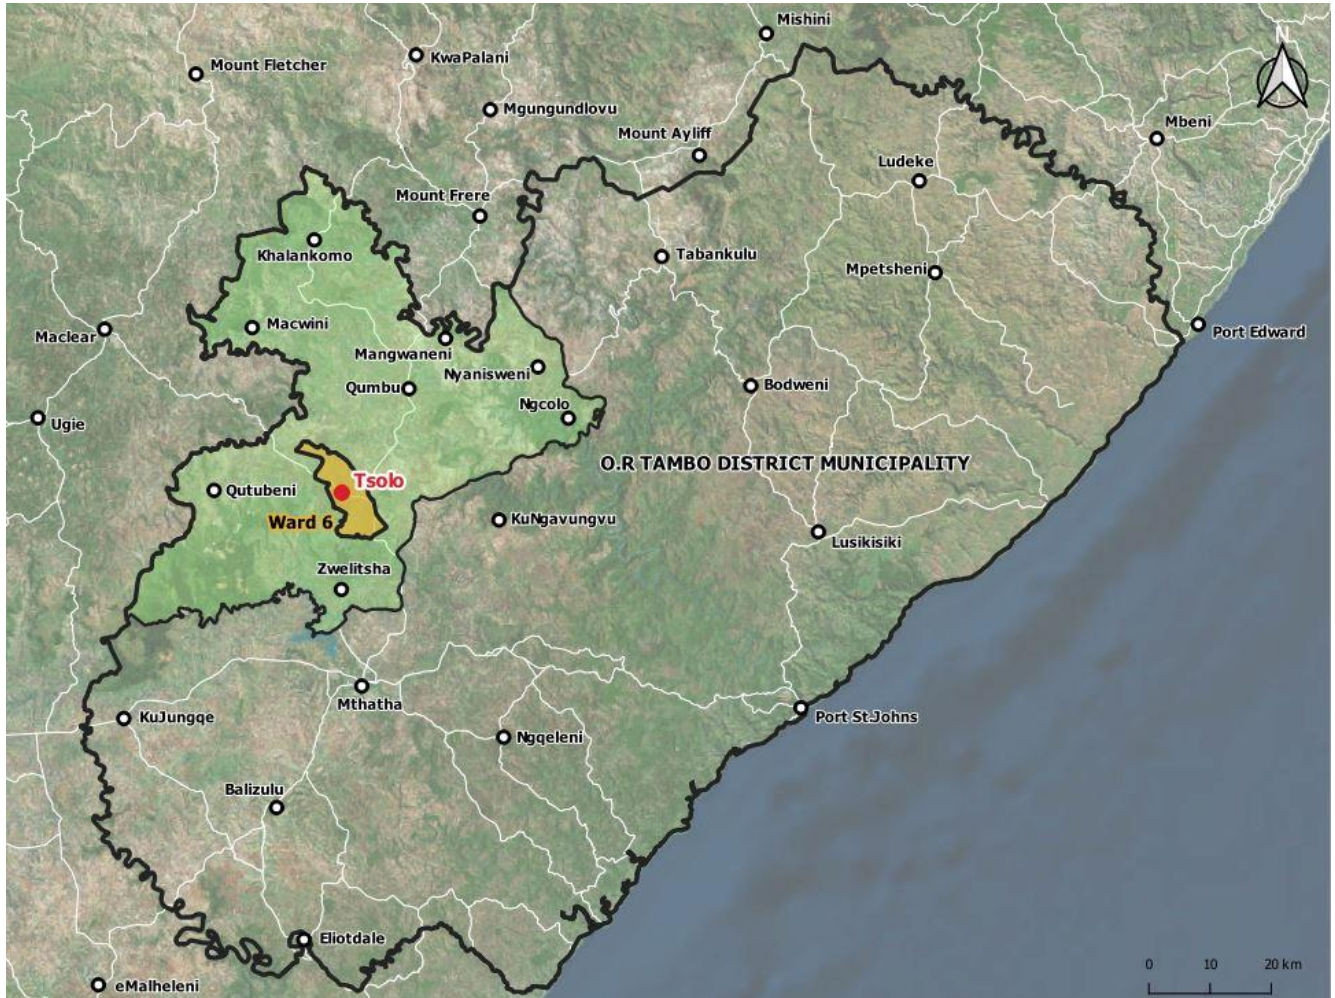 Mishini
N
KwaPalani
Mount Fletcher
Mgungundlovu
Mbeni
Mount Ayliff
Ludeke
Mount Frere
Khalankomo
Tabankulu
Mpetsheni
Macwini
Port Edward
Maclear
Mangwaneni
Nyanisweni
Qumbu
Bodweni
Ngcolo
Ugie
O.R TAMBO DISTRICT MUNICIPALITY
Tsolo
Qutubeni
Ward 6
KuNgavungvu
Lusikisiki
Zwelitsha
Mthatha
KuJungqe
Port St.Johns
Ngqeleni
Balizulu
Eliotdale
0 10 20 km
eMalheleni